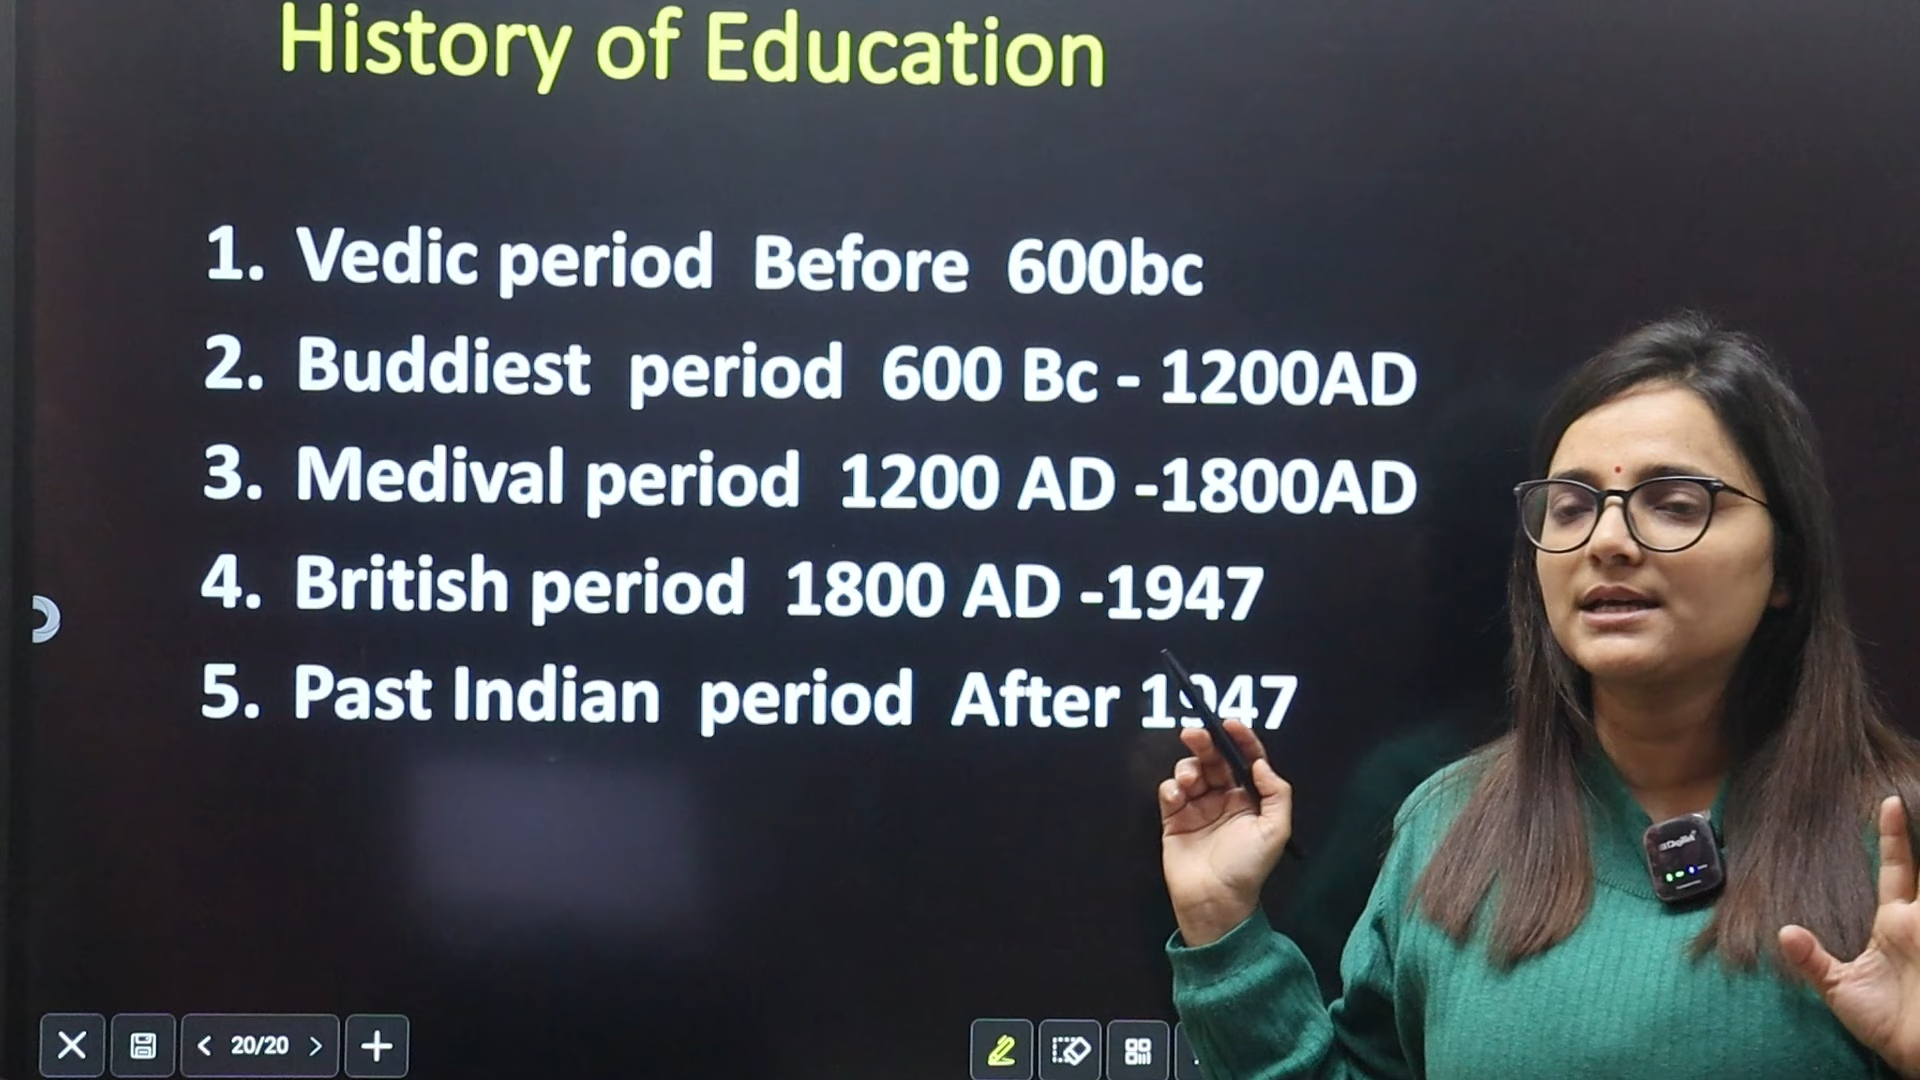 History of Education
1. Vedic period Before 600bc
2. Buddiest period 600 Bc - 1200AD
3. Medival period 1200 AD -1800AD
4. British period 1800 AD -1947
5. Past Indian period After 1947
Digitek
20/20